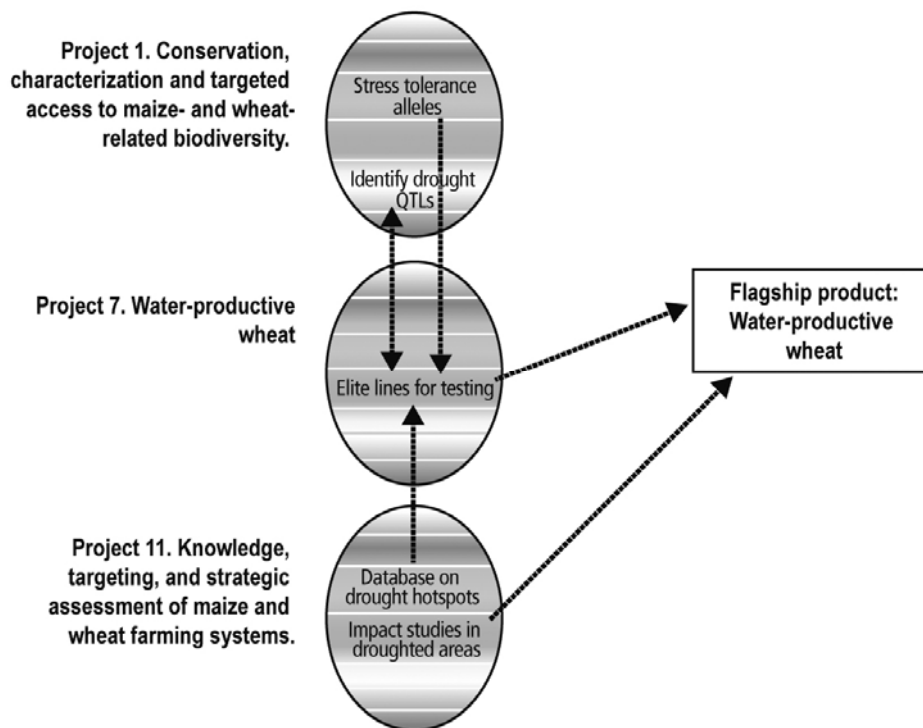 Project 1. Conservation,
characterization and targeted
access to maize- and wheat-
related biodiversity.
Stress tolerance
alleles
Identify drought
QTLs
Project 7. Water-productive
wheat
Elite lines for testing
Flagship product:
Water-productive
wheat
Project 11. Knowledge,
targeting, and strategic
assessment of maize and
wheat farming systems.
Database on
drought hotspots
Impact studies in
droughted areas